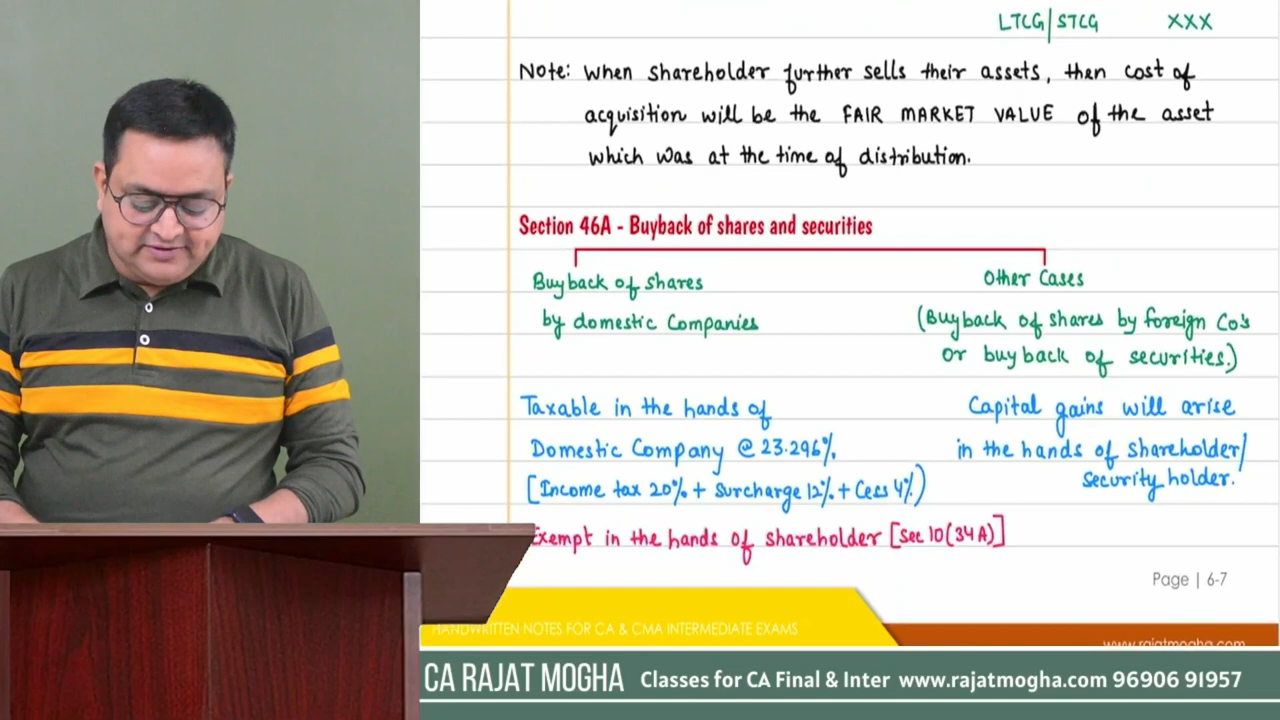 LTCG/STCG XXX
Note: When shareholder further sells their assets, then cost of
acquisition will be the FAIR MARKET VALUE of the asset
which was at the time of distribution.
Section 46A - Buyback of shares and securities
Buyback of shares
by domestic Companies
Other Cases
(Buyback of shares by foreign Co's
or buyback of securities.)
Taxable in the hands of
Domestic Company @ 23.296%.
[Income tax 20% + Surcharge 12% + Cess 4%)
Capital gains will arise
in the hands of shareholder/
security holder.
Exempt in the hands of shareholder [Sec 10(34A)]
Page | 6-7
HANDWRITTEN NOTES FOR CA & CMA INTERMEDIATE EXAMS
www.rajatmogha.com
CA RAJAT MOGHA Classes for CA Final & Inter www.rajatmogha.com 96906 91957